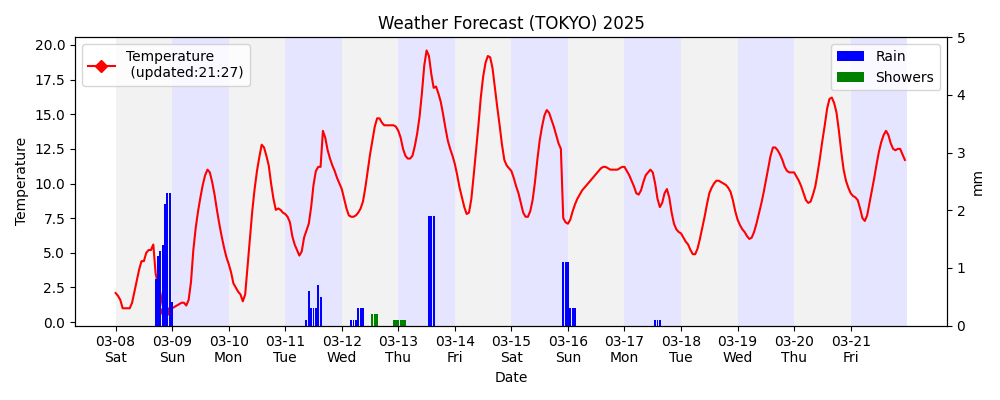 Weather Forecast (TOKYO) 2025
Temperature
(updated:21:27)
Rain
Showers
Temperature
20.0
17.5
15.0
12.5
10.0
7.5
5.0
2.5
0.0
5
4
3
2
1
0
mm
03-08 03-09 03-10 03-11 03-12 03-13 03-14 03-15 03-16 03-17 03-18 03-19 03-20 03-21
Sat Sun Mon Tue Wed Thu Fri Sat Sun Mon Tue Wed Thu Fri
Date